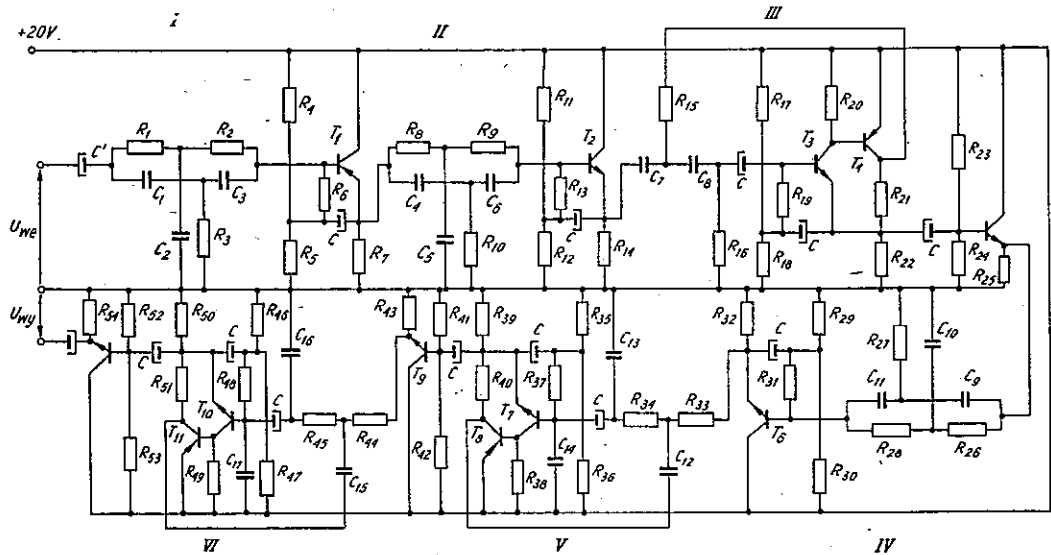 I II III
+20V
R4 T1 R11 R15 R17 R20 T3 T4
R1 R2 R8 R9 T2 R23
C' C1 C3 R6 C4 C6 R13 C7 C8 C R19 R21
Uwe C2 R3 R5 C R7 C5 R10 R12 C R14 R16 R18 C R22 C R24 R25
Uwy R54 R52 R50 R46 R43 R41 R39 R35 R32 R29
C C C16 C C C13 C R27 C10
R51 R48 T10 C T9 R40 R37 T7 C R34 R33 R31 C11 C9
T11 R45 R44 T8 T6 R28 R26
R53 R49 C17 R47 C15 R42 R38 C14 R36 C12 R30
VI V IV